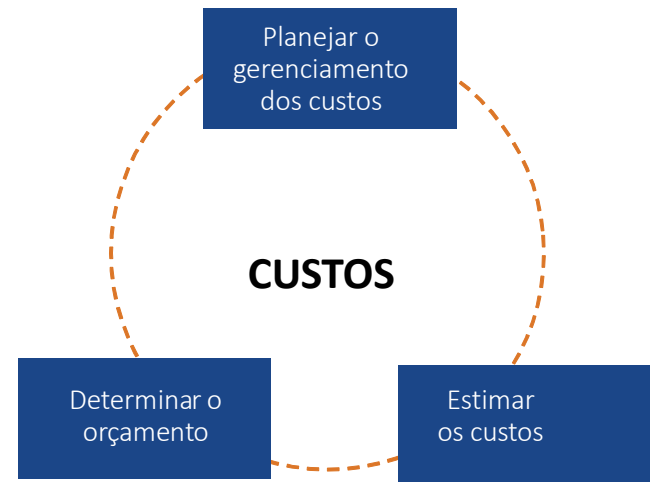 Planejar o
gerenciamento
dos custos
CUSTOS
Determinar o
orçamento
Estimar
os custos